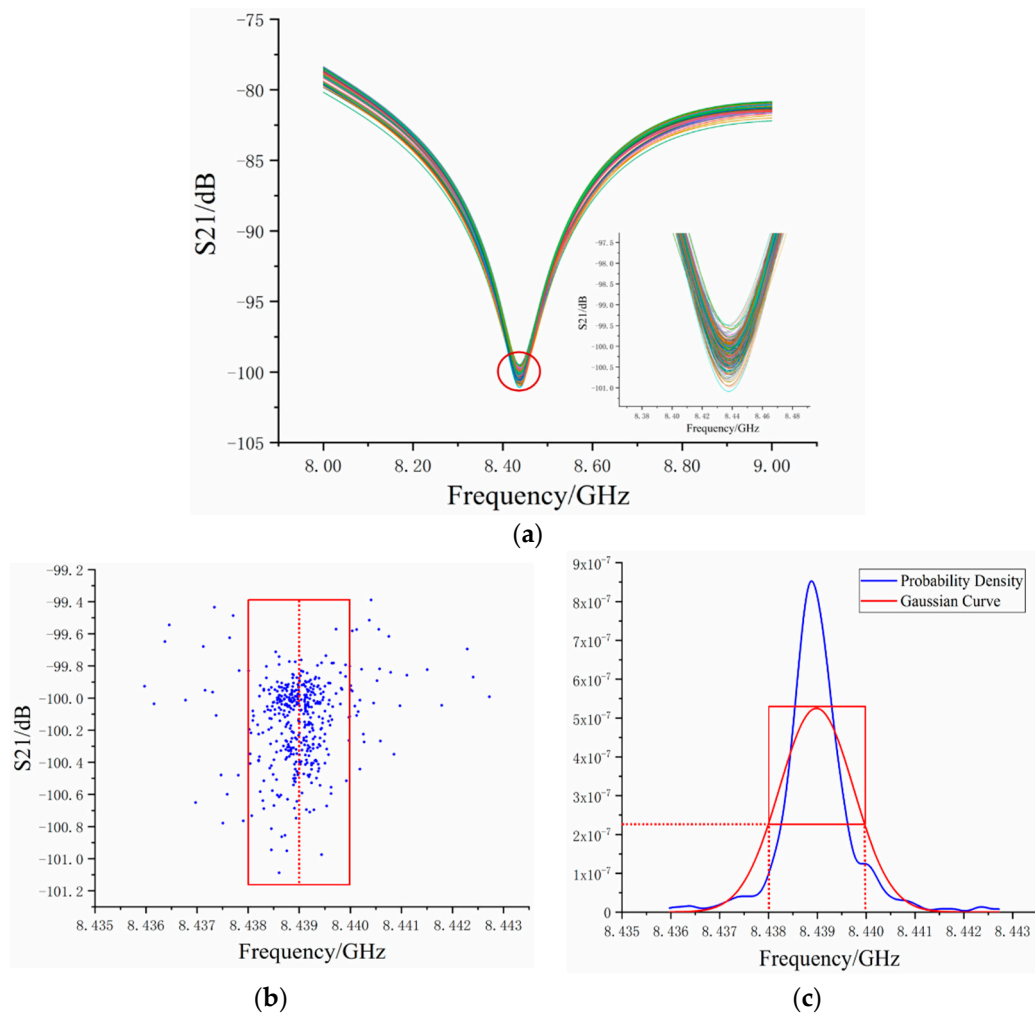 -75
-80
-85
-90
-95
-100
-105
S21/dB
8.00 8.20 8.40 8.60 8.80 9.00
Frequency/GHz
-97.5
-98.0
-98.5
-99.0
-99.5
-100.0
-100.5
-101.0
S21/dB
8.38 8.40 8.42 8.44 8.46 8.48
Frequency/GHz
(a)
-99.2
-99.4
-99.6
-99.8
-100.0
-100.2
-100.4
-100.6
-100.8
-101.0
-101.2
S21/dB
8.435 8.436 8.437 8.438 8.439 8.440 8.441 8.442 8.443
Frequency/GHz
(b)
9x10-7
8x10-7
7x10-7
6x10-7
5x10-7
4x10-7
3x10-7
2x10-7
1x10-7
0
Probability Density
Gaussian Curve
8.435 8.436 8.437 8.438 8.439 8.440 8.441 8.442 8.443
Frequency/GHz
(c)